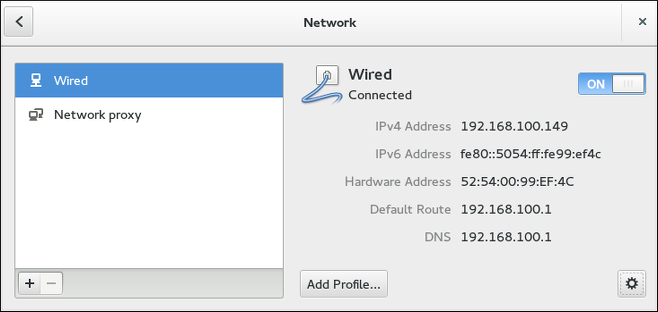 Network
Wired
Network proxy
Wired
Connected
ON
IPv4 Address 192.168.100.149
IPv6 Address fe80::5054:ff:fe99:ef4c
Hardware Address 52:54:00:99:EF:4C
Default Route 192.168.100.1
DNS 192.168.100.1
Add Profile...